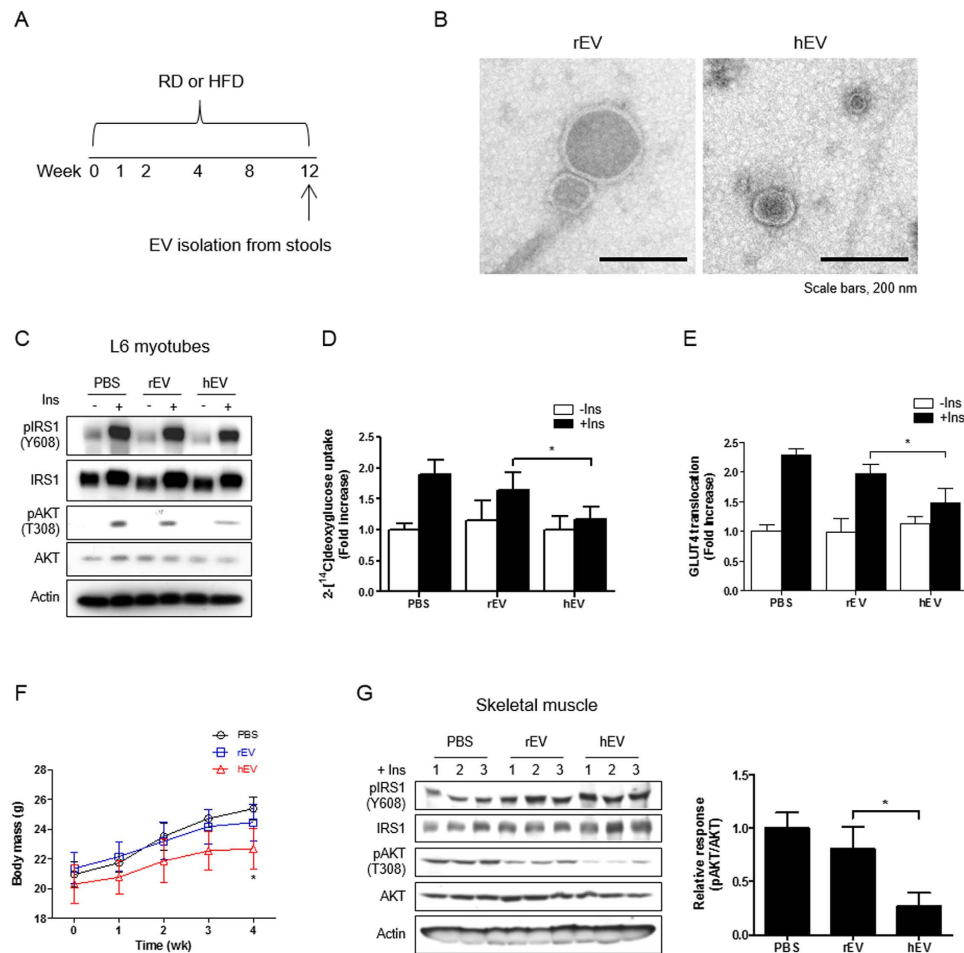 A
RD or HFD
Week 0 1 2 4 8 12
EV isolation from stools
B
rEV hEV
Scale bars, 200 nm
C
L6 myotubes
PBS rEV hEV
Ins - + - + - +
pIRS1
(Y608)
IRS1
pAKT
(T308)
AKT
Actin
D
-Ins
+Ins
2-[¹⁴C]deoxyglucose uptake
(Fold Increase)
2.5
2.0
1.5
1.0
0.5
0.0
*
PBS rEV hEV
E
-Ins
+Ins
GLUT4 translocation
(Fold Increase)
2.5
2.0
1.5
1.0
0.5
0.0
*
PBS rEV hEV
F
PBS
rEV
hEV
Body mass (g)
28
26
24
22
20
18
*
0 1 2 3 4
Time (wk)
G
Skeletal muscle
PBS rEV hEV
+ Ins 1 2 3 1 2 3 1 2 3
pIRS1
(Y608)
IRS1
pAKT
(T308)
AKT
Actin
Relative response
(pAKT/AKT)
1.5
1.0
0.5
0.0
*
PBS rEV hEV